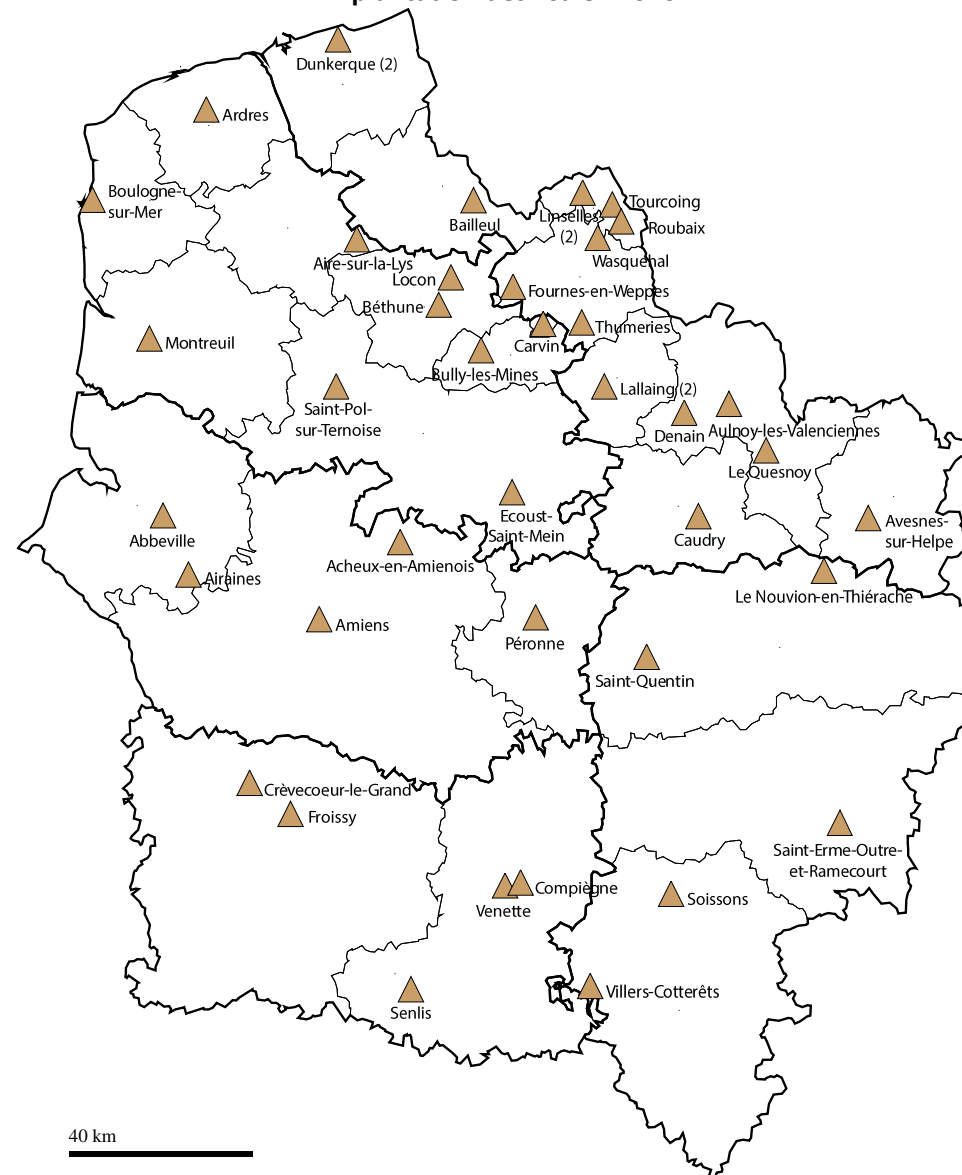 Dunkerque (2)
Ardres
Boulogne-
sur-Mer
Bailleul
Linselles
(2)
Tourcoing
Roubaix
Wasquehal
Aire-sur-la-Lys
Locon
Béthune
Fournes-en-Weppes
Carvin
Thumeries
Montreuil
Bully-les-Mines
Saint-Pol-
sur-Ternoise
Lallaing (2)
Denain
Aulnoy-les-Valenciennes
Le Quesnoy
Ecoust-
Saint-Mein
Caudry
Avesnes-
sur-Helpe
Abbeville
Airaines
Acheux-en-Amienois
Le Nouvion-en-Thiérache
Amiens
Péronne
Saint-Quentin
Crèvecoeur-le-Grand
Froissy
Saint-Erme-Outre-
et-Ramecourt
Compiègne
Venette
Soissons
Senlis
Villers-Cotterêts
40 km